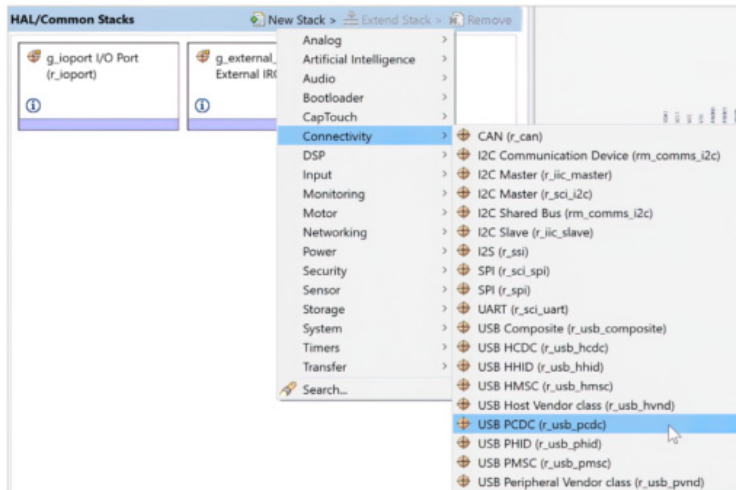 HAL/Common Stacks
New Stack > Extend Stack > Remove
g_ioport I/O Port
(r_ioport)
g_external_
External IRQ
Analog
Artificial Intelligence
Audio
Bootloader
CapTouch
Connectivity
DSP
Input
Monitoring
Motor
Networking
Power
Security
Sensor
Storage
System
Timers
Transfer
Search...
CAN (r_can)
I2C Communication Device (rm_comms_i2c)
I2C Master (r_iic_master)
I2C Master (r_sci_i2c)
I2C Shared Bus (rm_comms_i2c)
I2C Slave (r_iic_slave)
I2S (r_ssi)
SPI (r_sci_spi)
SPI (r_spi)
UART (r_sci_uart)
USB Composite (r_usb_composite)
USB HCDC (r_usb_hcdc)
USB HHID (r_usb_hhid)
USB HMSC (r_usb_hmsc)
USB Host Vendor class (r_usb_hvnd)
USB PCDC (r_usb_pcdc)
USB PHID (r_usb_phid)
USB PMSC (r_usb_pmsc)
USB Peripheral Vendor class (r_usb_pvnd)